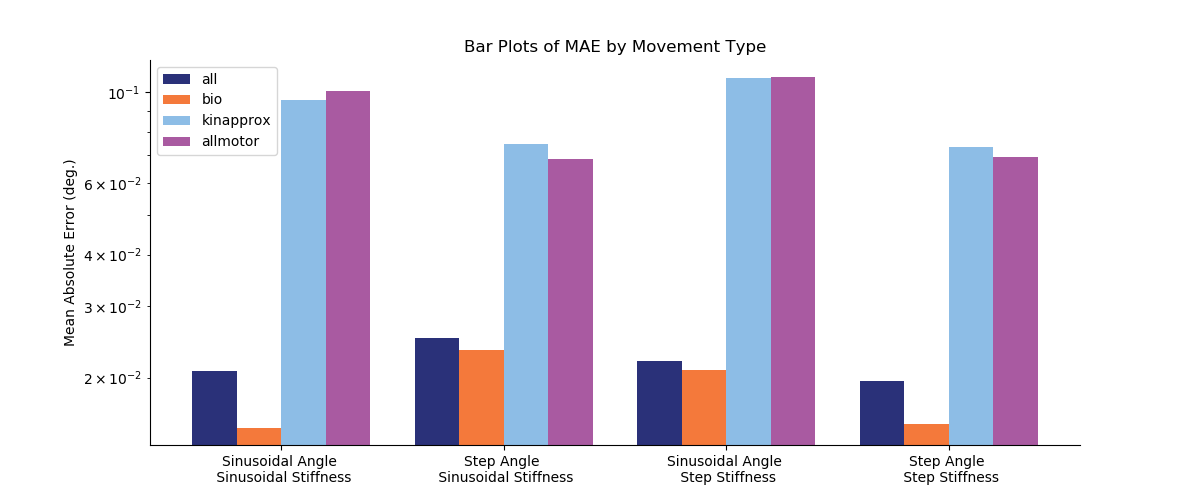 Bar Plots of MAE by Movement Type
all
bio
kinapprox
allmotor
10⁻¹
6 × 10⁻²
4 × 10⁻²
3 × 10⁻²
2 × 10⁻²
Mean Absolute Error (deg.)
Sinusoidal Angle
Sinusoidal Stiffness
Step Angle
Sinusoidal Stiffness
Sinusoidal Angle
Step Stiffness
Step Angle
Step Stiffness